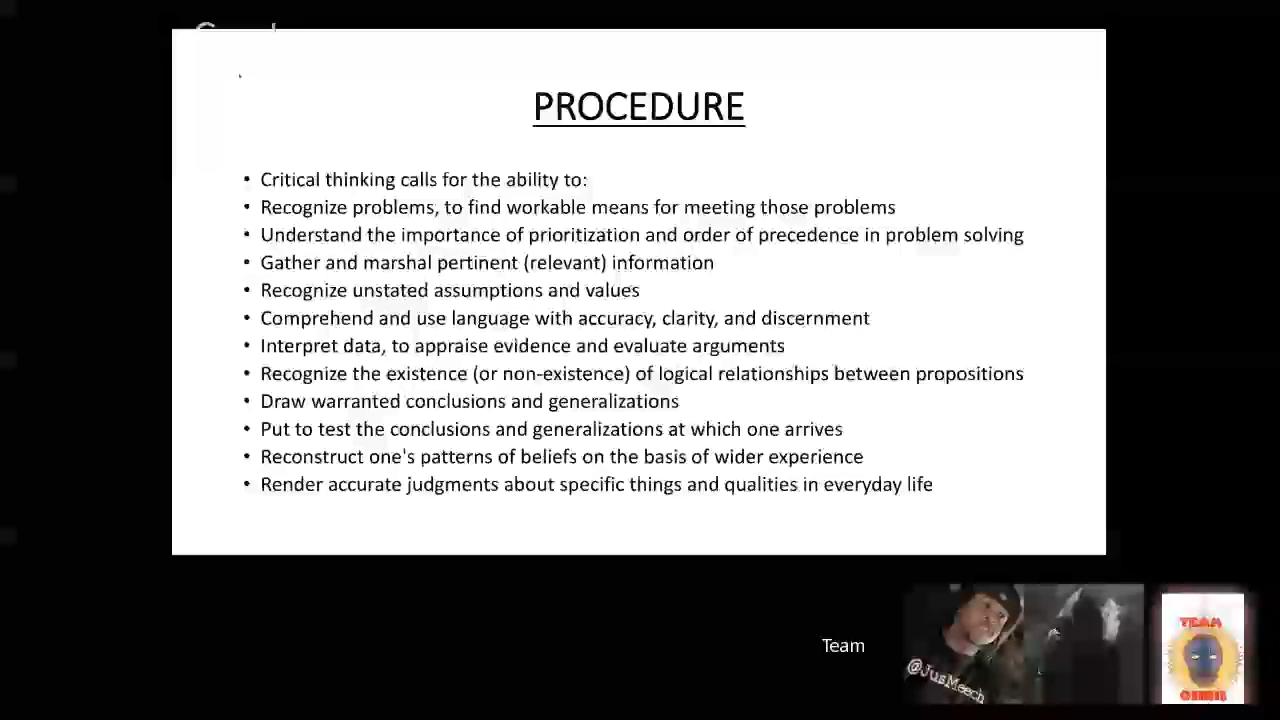 PROCEDURE
• Critical thinking calls for the ability to:
• Recognize problems, to find workable means for meeting those problems
• Understand the importance of prioritization and order of precedence in problem solving
• Gather and marshal pertinent (relevant) information
• Recognize unstated assumptions and values
• Comprehend and use language with accuracy, clarity, and discernment
• Interpret data, to appraise evidence and evaluate arguments
• Recognize the existence (or non-existence) of logical relationships between propositions
• Draw warranted conclusions and generalizations
• Put to test the conclusions and generalizations at which one arrives
• Reconstruct one's patterns of beliefs on the basis of wider experience
• Render accurate judgments about specific things and qualities in everyday life
Team
@JusMeech
TEAM